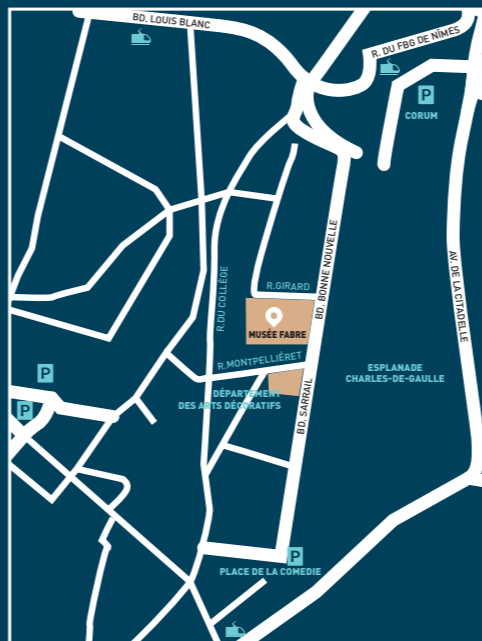 BD. LOUIS BLANC
R. DU FBG DE NÎMES
P
CORUM
BD. BONNE NOUVELLE
AV. DE LA CITADELLE
R.DU COLLÈGE
R.GIRARD
MUSÉE FABRE
R.MONTPELLIÉRET
ESPLANADE
CHARLES-DE-GAULLE
P
P
DÉPARTEMENT
DES ARTS DÉCORATIFS
BD. SARRAIL
P
PLACE DE LA COMEDIE